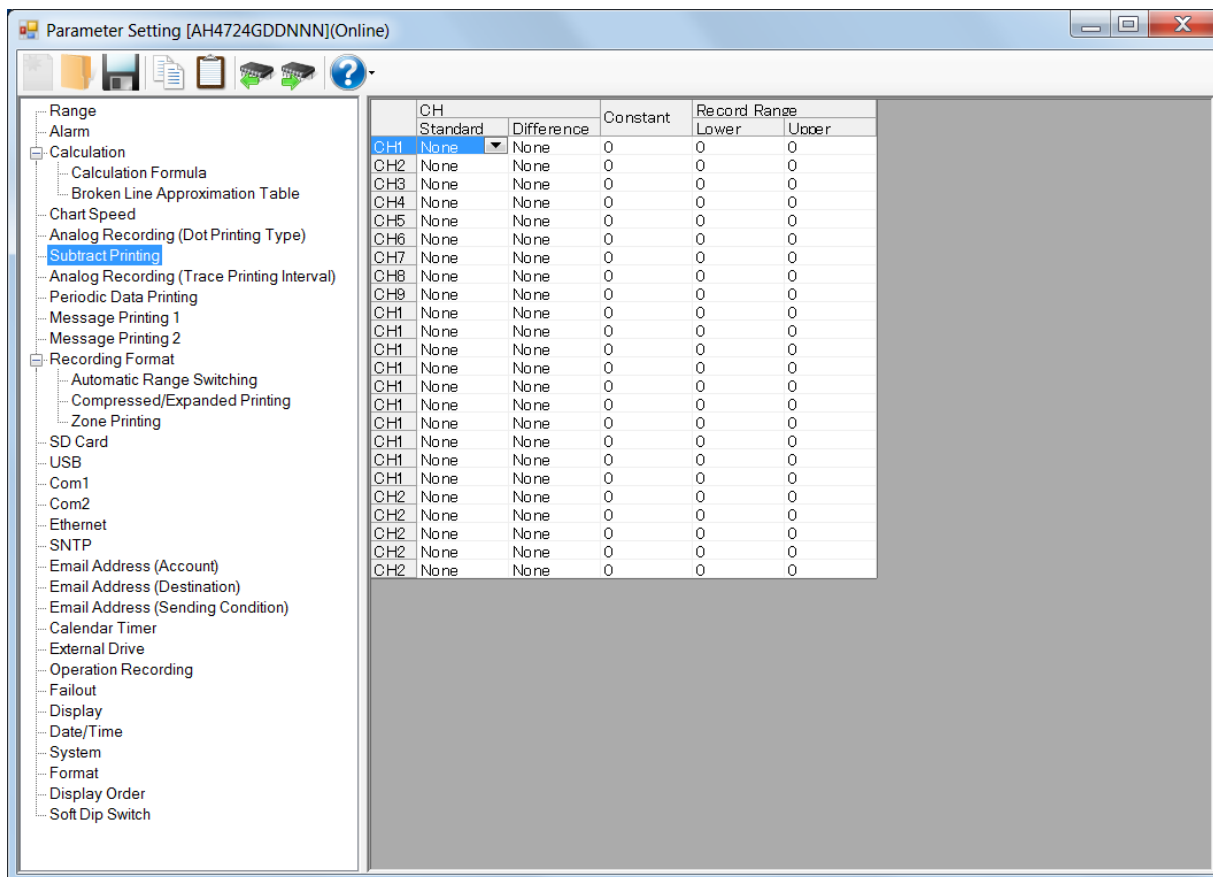 Parameter Setting [AH4724GDDNNN](Online)
Range
Alarm
Calculation
Calculation Formula
Broken Line Approximation Table
Chart Speed
Analog Recording (Dot Printing Type)
Subtract Printing
Analog Recording (Trace Printing Interval)
Periodic Data Printing
Message Printing 1
Message Printing 2
Recording Format
Automatic Range Switching
Compressed/Expanded Printing
Zone Printing
SD Card
USB
Com1
Com2
Ethernet
SNTP
Email Address (Account)
Email Address (Destination)
Email Address (Sending Condition)
Calendar Timer
External Drive
Operation Recording
Failout
Display
Date/Time
System
Format
Display Order
Soft Dip Switch
CH Constant Record Range
Standard Difference Lower Upper
CH1 None None 0 0 0
CH2 None None 0 0 0
CH3 None None 0 0 0
CH4 None None 0 0 0
CH5 None None 0 0 0
CH6 None None 0 0 0
CH7 None None 0 0 0
CH8 None None 0 0 0
CH9 None None 0 0 0
CH1 None None 0 0 0
CH1 None None 0 0 0
CH1 None None 0 0 0
CH1 None None 0 0 0
CH1 None None 0 0 0
CH1 None None 0 0 0
CH1 None None 0 0 0
CH1 None None 0 0 0
CH1 None None 0 0 0
CH1 None None 0 0 0
CH2 None None 0 0 0
CH2 None None 0 0 0
CH2 None None 0 0 0
CH2 None None 0 0 0
CH2 None None 0 0 0